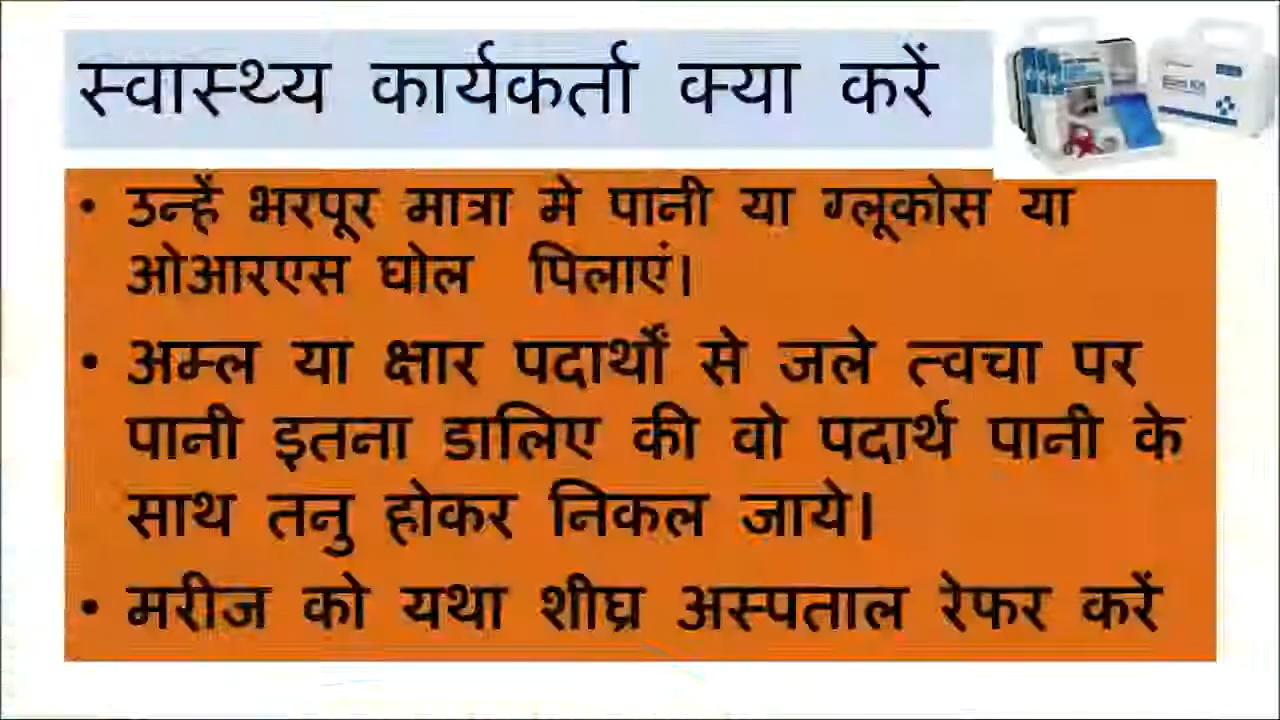 स्वास्थ्य कार्यकर्ता क्या करें
• उन्हें भरपूर मात्रा मे पानी या ग्लूकोस या
ओआरएस घोल पिलाएं।
• अम्ल या क्षार पदार्थों से जले त्वचा पर
पानी इतना डालिए की वो पदार्थ पानी के
साथ तनु होकर निकल जाये।
• मरीज को यथा शीघ्र अस्पताल रेफर करें